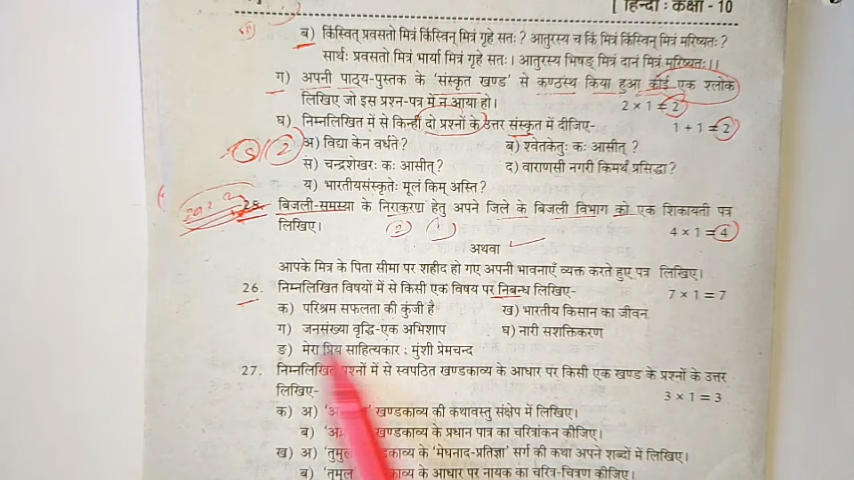 हिन्दी : कक्षा - 10
ब) किंस्वित् प्रवसतो मित्रं किंस्विन् मित्रं गृहे सतः? आतुरस्य च किं मित्रं किंस्विन् मित्रं मरिष्यतः?
सार्थः प्रवसतो मित्रं भार्या मित्रं गृहे सतः। आतुरस्य भिषङ् मित्रं दानं मित्रं मरिष्यतः।।
ग) अपनी पाठ्य-पुस्तक के 'संस्कृत खण्ड' से कण्ठस्थ किया हुआ कोई एक श्लोक
लिखिए जो इस प्रश्न-पत्र में न आया हो। 2 x 1 = 2
घ) निम्नलिखित में से किन्हीं दो प्रश्नों के उत्तर संस्कृत में दीजिए- 1 + 1 = 2
अ) विद्या केन वर्धते? ब) श्वेतकेतुः कः आसीत् ?
स) चन्द्रशेखरः कः आसीत्? द) वाराणसी नगरी किमर्थं प्रसिद्धा?
य) भारतीयसंस्कृतेः मूलं किम् अस्ति?
25. बिजली-समस्या के निराकरण हेतु अपने जिले के बिजली विभाग को एक शिकायती पत्र
लिखिए। 4 x 1 = 4
अथवा
आपके मित्र के पिता सीमा पर शहीद हो गए अपनी भावनाएँ व्यक्त करते हुए पत्र लिखिए।
26. निम्नलिखित विषयों में से किसी एक विषय पर निबन्ध लिखिए- 7 x 1 = 7
क) परिश्रम सफलता की कुंजी है ख) भारतीय किसान का जीवन
ग) जनसंख्या वृद्धि-एक अभिशाप घ) नारी सशक्तिकरण
ङ) मेरा प्रिय साहित्यकार : मुंशी प्रेमचन्द
27. निम्नलिखित प्रश्नों में से स्वपठित खण्डकाव्य के आधार पर किसी एक खण्ड के प्रश्नों के उत्तर
लिखिए- 3 x 1 = 3
क) अ) खण्डकाव्य की कथावस्तु संक्षेप में लिखिए।
ब) खण्डकाव्य के प्रधान पात्र का चरित्रांकन कीजिए।
ख) अ) 'तुमुल खण्डकाव्य के 'मेघनाद-प्रतिज्ञा' सर्ग की कथा अपने शब्दों में लिखिए।
ब) 'तुमुल के आधार पर नायक का चरित्र-चित्रण कीजिए।